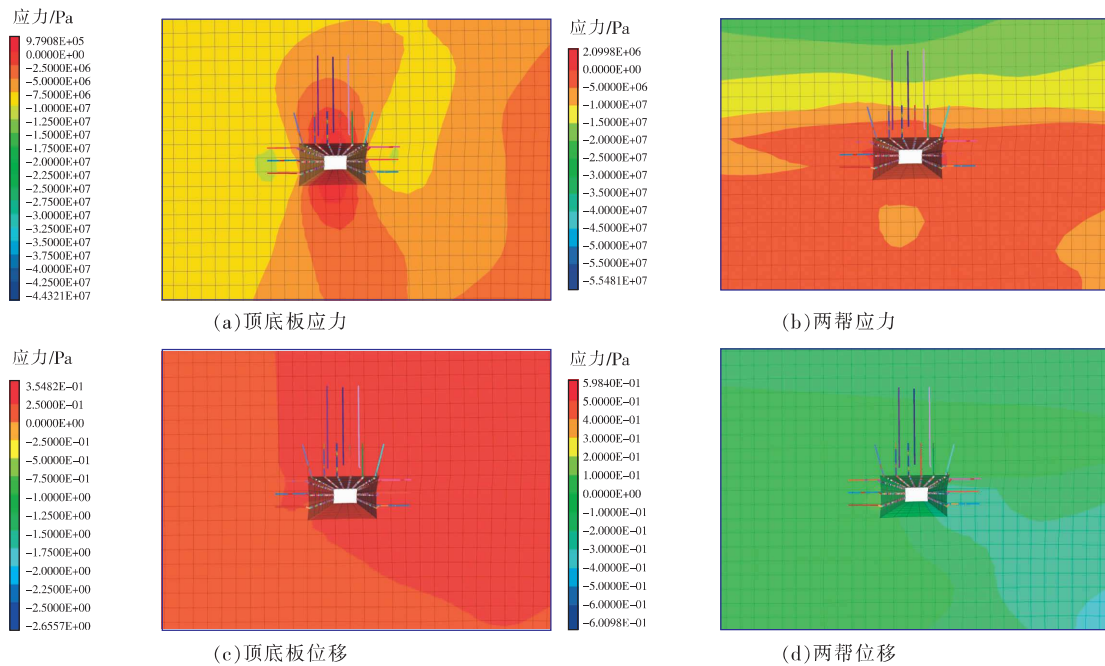 应力/Pa
9.7908E+05
0.0000E+00
-2.5000E+06
-5.0000E+06
-7.5000E+06
-1.0000E+07
-1.2500E+07
-1.5000E+07
-1.7500E+07
-2.0000E+07
-2.2500E+07
-2.5000E+07
-2.7500E+07
-3.0000E+07
-3.2500E+07
-3.5000E+07
-3.7500E+07
-4.0000E+07
-4.2500E+07
-4.4321E+07
(a)顶底板应力
应力/Pa
2.0998E+06
0.0000E+00
-5.0000E+06
-1.0000E+07
-1.5000E+07
-2.0000E+07
-2.5000E+07
-3.0000E+07
-3.5000E+07
-4.0000E+07
-4.5000E+07
-5.0000E+07
-5.5000E+07
-5.5481E+07
(b)两帮应力
应力/Pa
3.5482E-01
2.5000E-01
0.0000E+00
-2.5000E-01
-5.0000E-01
-7.5000E-01
-1.0000E+00
-1.2500E+00
-1.5000E+00
-1.7500E+00
-2.0000E+00
-2.2500E+00
-2.5000E+00
-2.6557E+00
(c)顶底板位移
应力/Pa
5.9840E-01
5.0000E-01
4.0000E-01
3.0000E-01
2.0000E-01
1.0000E-01
0.0000E+00
-1.0000E-01
-2.0000E-01
-3.0000E-01
-4.0000E-01
-5.0000E-01
-6.0000E-01
-6.0098E-01
(d)两帮位移